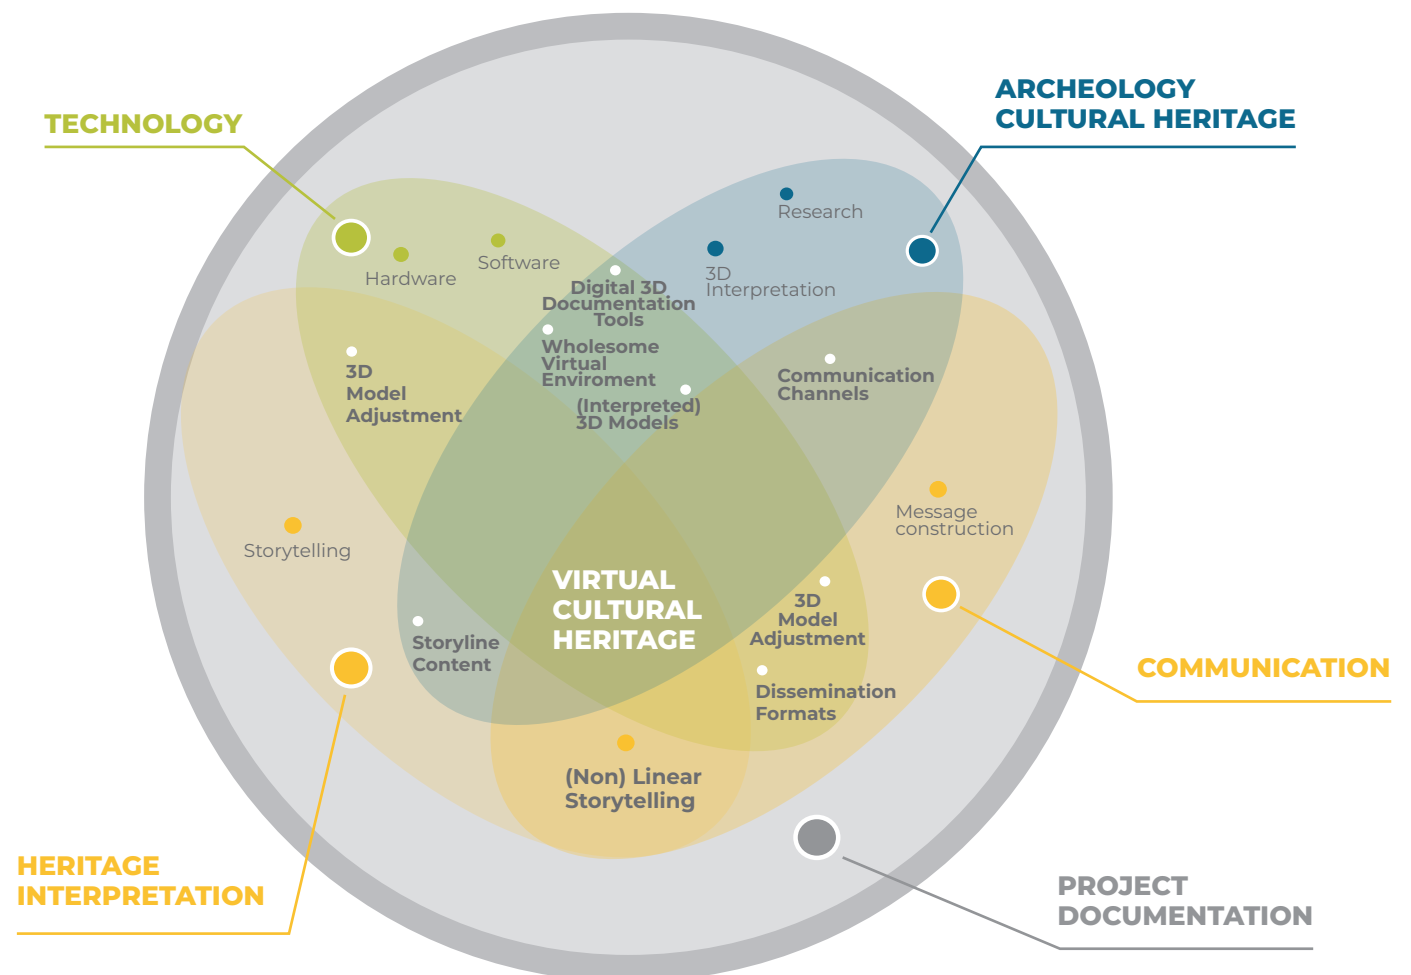 ARCHEOLOGY
CULTURAL HERITAGE
TECHNOLOGY
Research
Hardware
Software
3D
Interpretation
Digital 3D
Documentation
Tools
Wholesome
Virtual
Enviroment
(Interpreted)
3D Models
3D
Model
Adjustment
Communication
Channels
Message
construction
Storytelling
VIRTUAL
CULTURAL
HERITAGE
3D
Model
Adjustment
Storyline
Content
Dissemination
Formats
COMMUNICATION
(Non) Linear
Storytelling
HERITAGE
INTERPRETATION
PROJECT
DOCUMENTATION